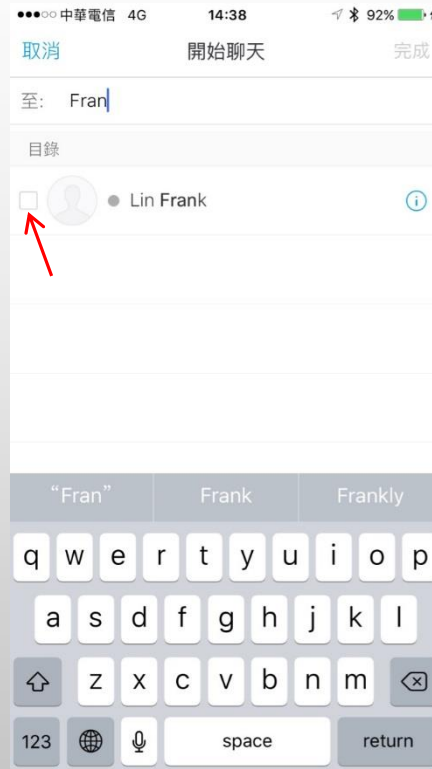 中華電信 4G 14:38 92%
取消 開始聊天 完成
至: Fran
目錄
Lin Frank
“Fran” Frank Frankly
q w e r t y u i o p
a s d f g h j k l
z x c v b n m
123 space return